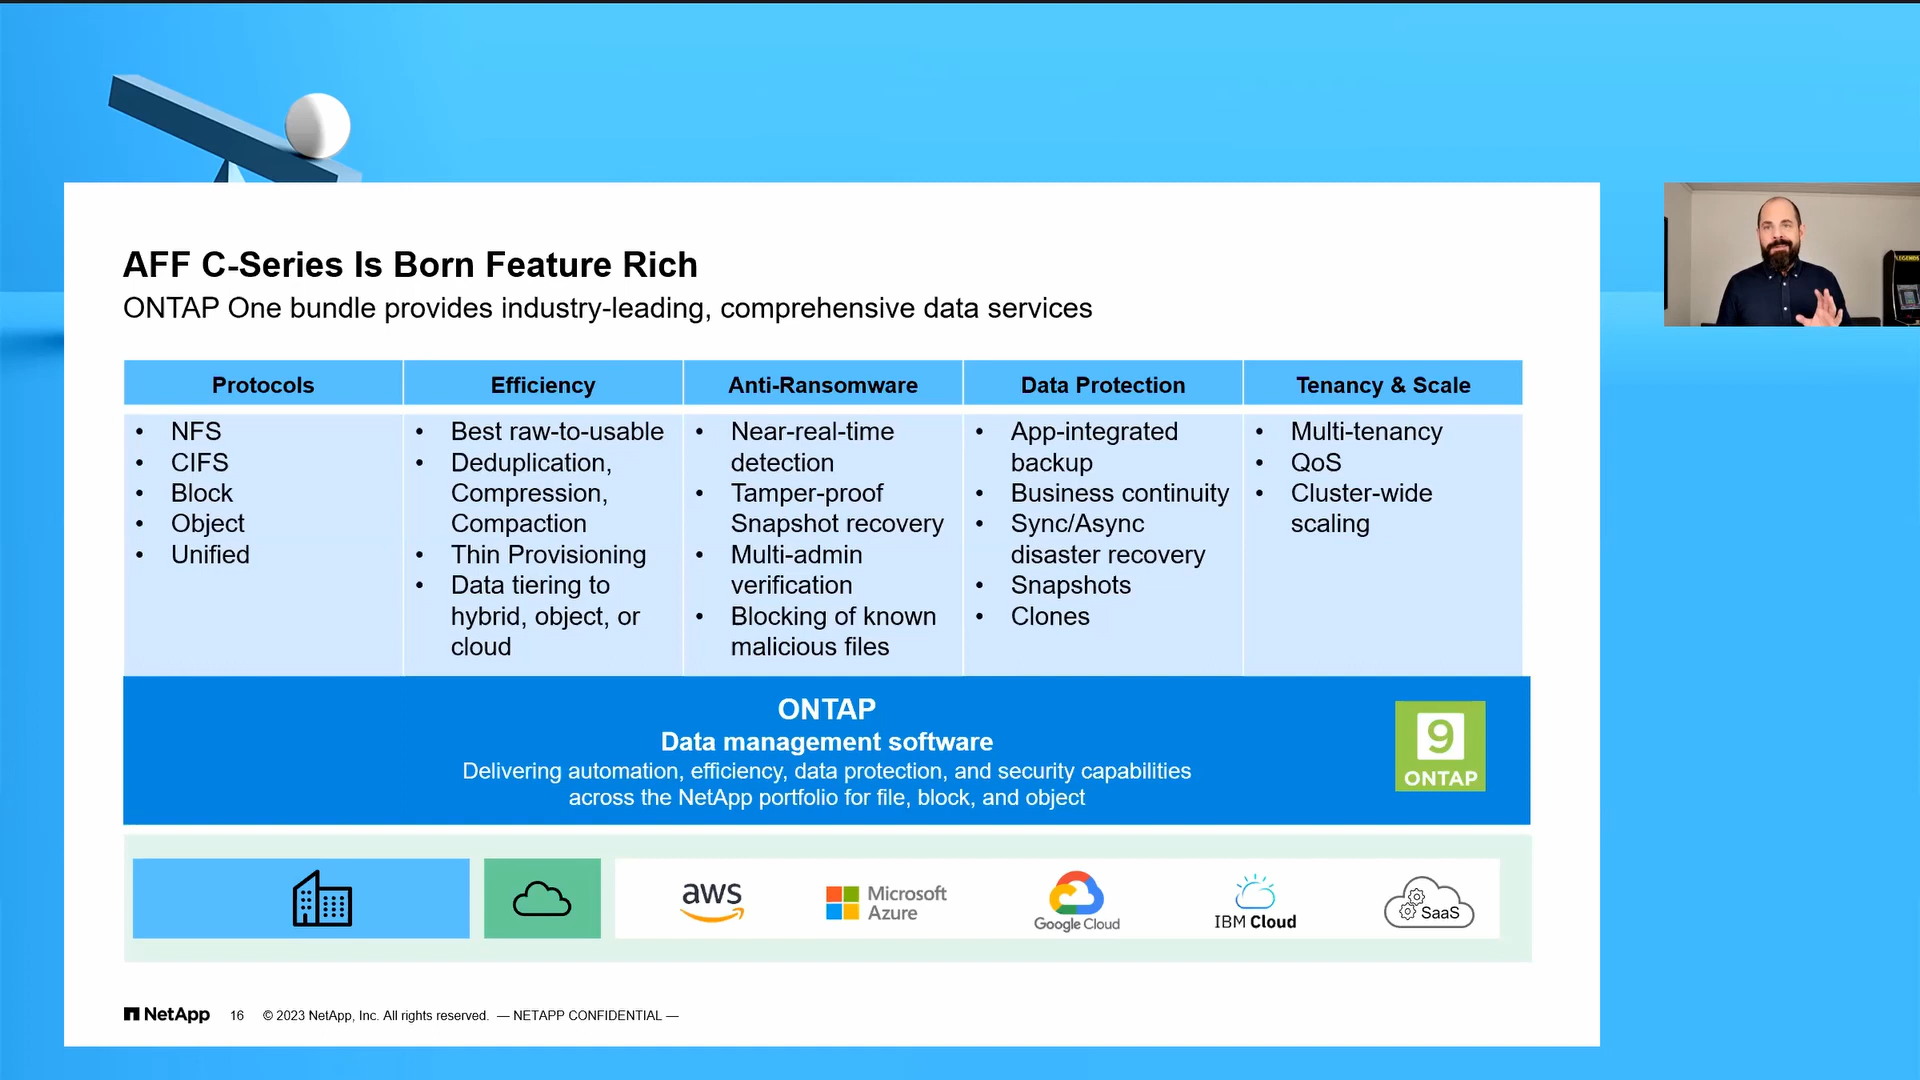 AFF C-Series Is Born Feature Rich
ONTAP One bundle provides industry-leading, comprehensive data services
Protocols
• NFS
• CIFS
• Block
• Object
• Unified
Efficiency
• Best raw-to-usable
• Deduplication,
Compression,
Compaction
• Thin Provisioning
• Data tiering to
hybrid, object, or
cloud
Anti-Ransomware
• Near-real-time
detection
• Tamper-proof
Snapshot recovery
• Multi-admin
verification
• Blocking of known
malicious files
Data Protection
• App-integrated
backup
• Business continuity
• Sync/Async
disaster recovery
• Snapshots
• Clones
Tenancy & Scale
• Multi-tenancy
• QoS
• Cluster-wide
scaling
ONTAP
Data management software
Delivering automation, efficiency, data protection, and security capabilities
across the NetApp portfolio for file, block, and object
9
ONTAP
aws
Microsoft
Azure
Google Cloud
IBM Cloud
SaaS
NetApp 16 © 2023 NetApp, Inc. All rights reserved. — NETAPP CONFIDENTIAL —
LEGENDS